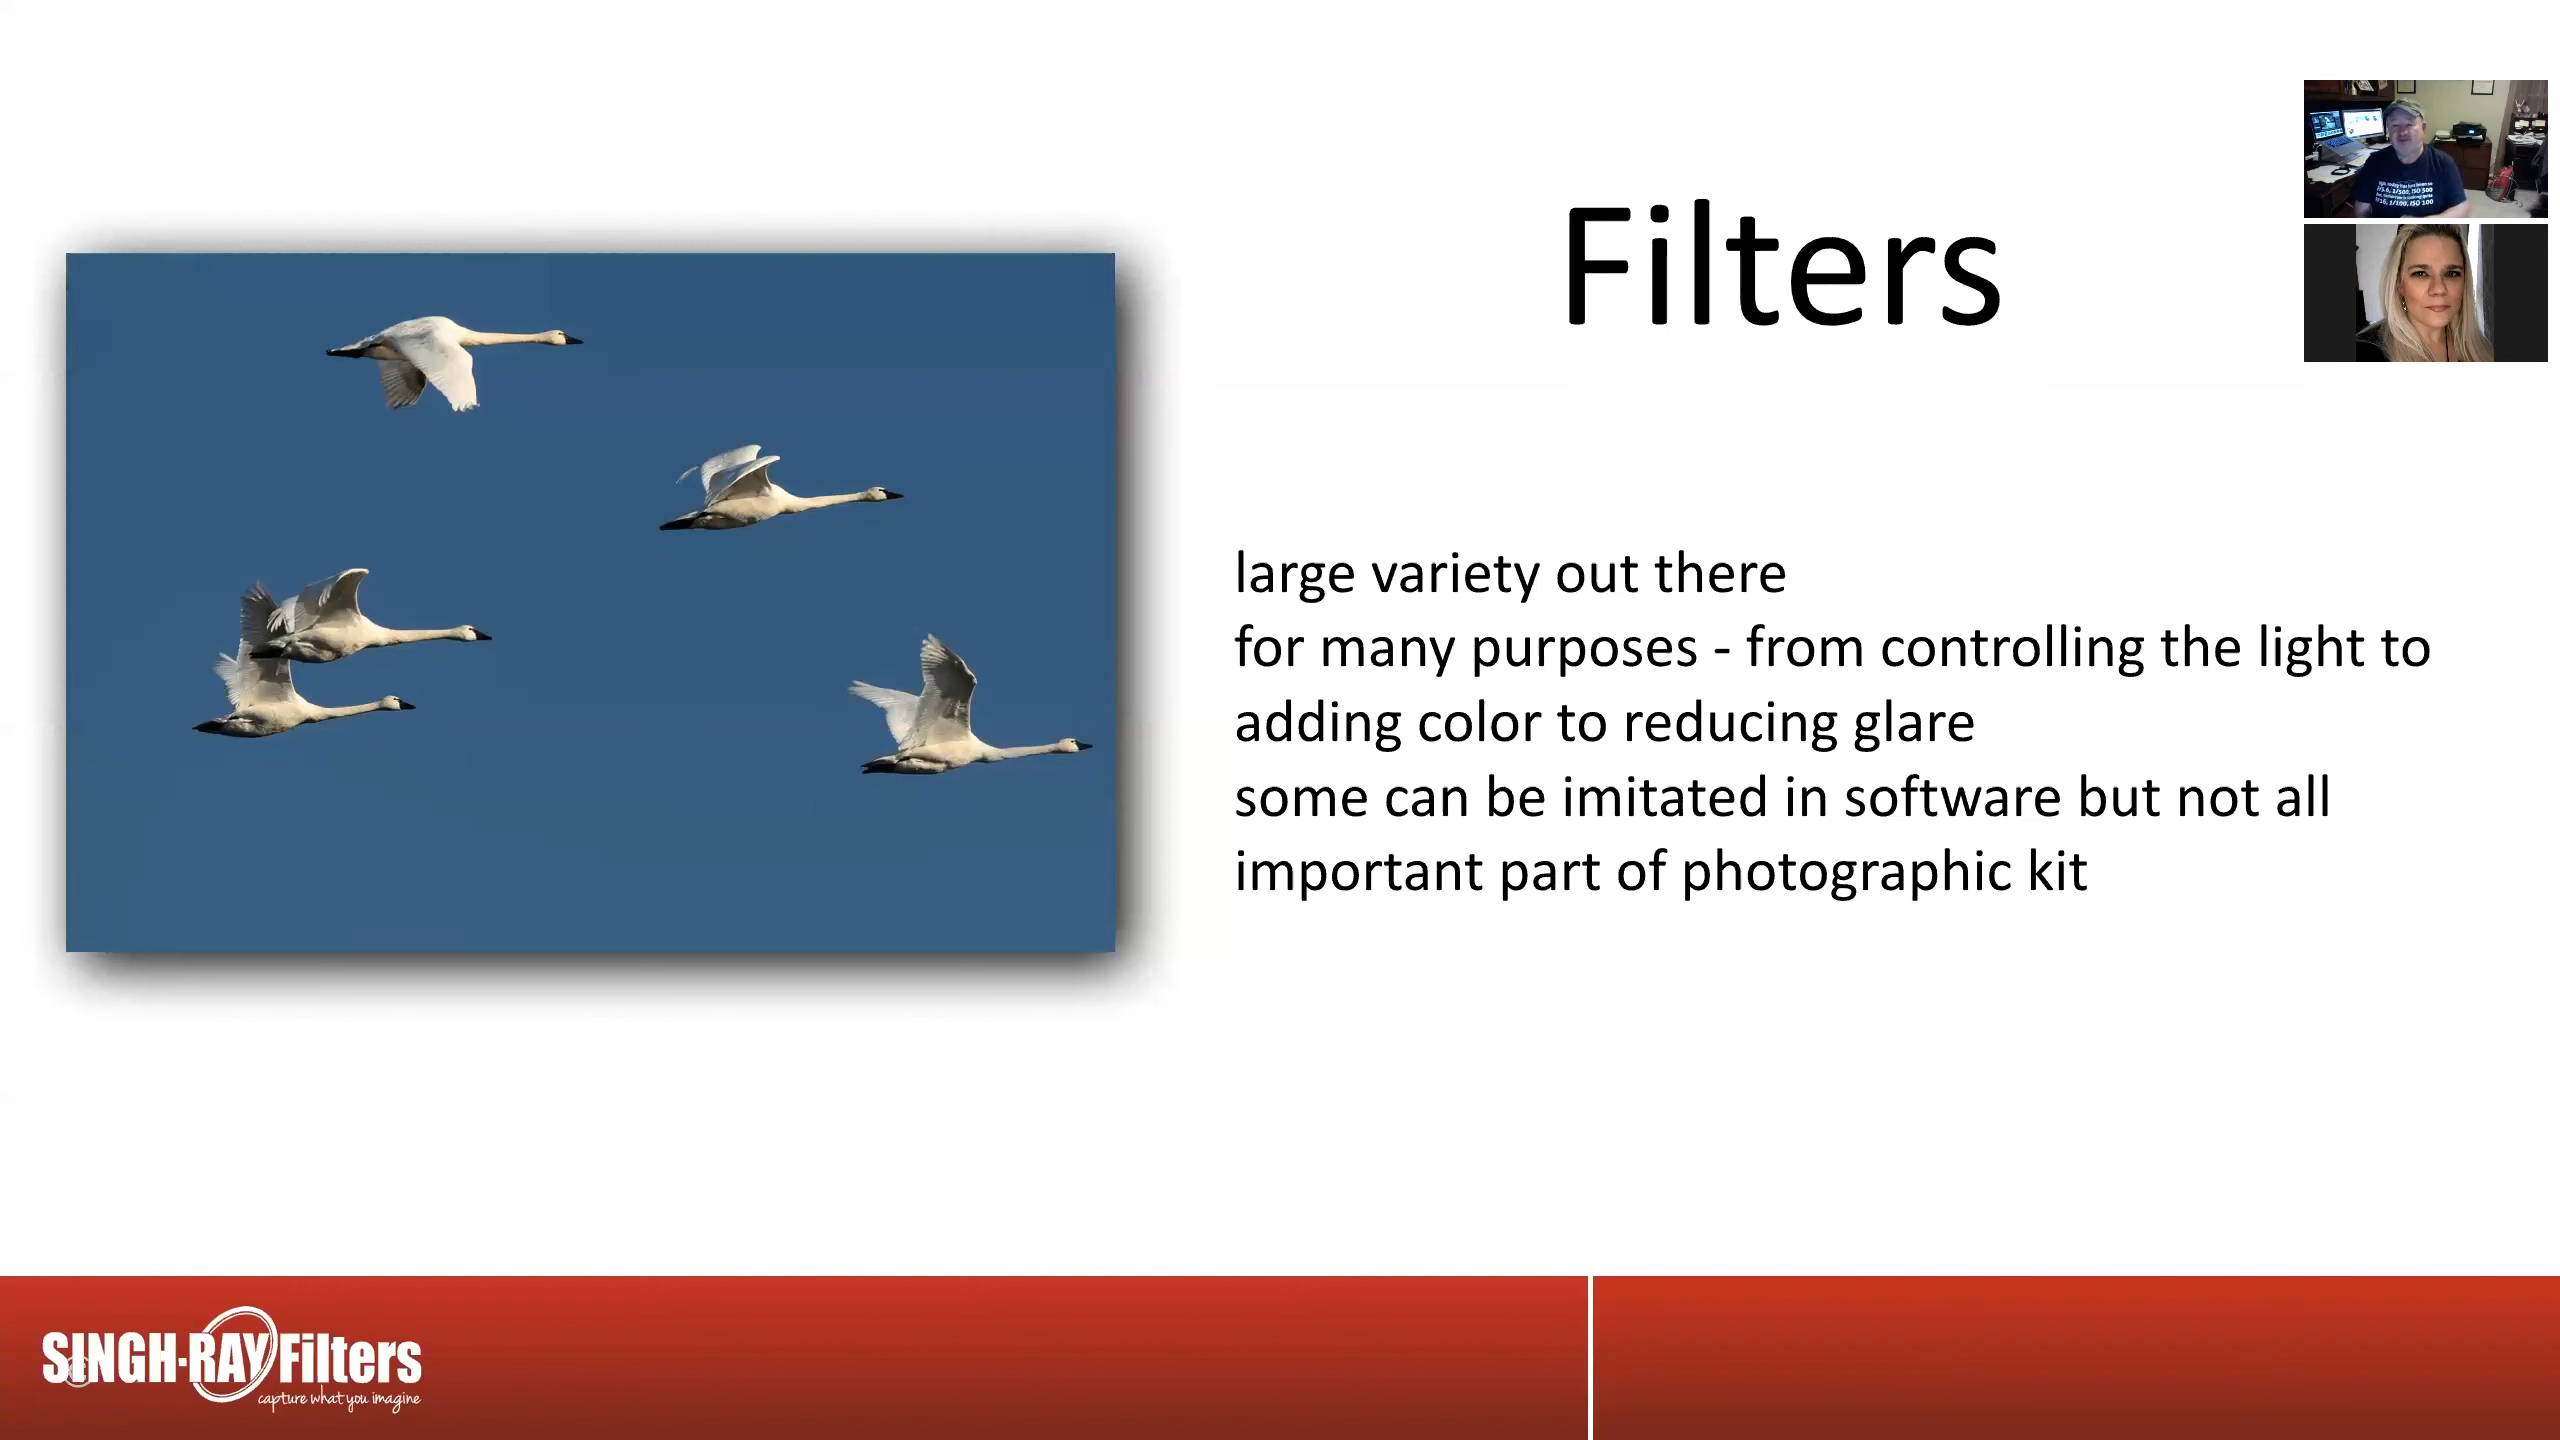 Filters
large variety out there
for many purposes - from controlling the light to
adding color to reducing glare
some can be imitated in software but not all
important part of photographic kit
SINGH-RAY Filters
capture what you imagine